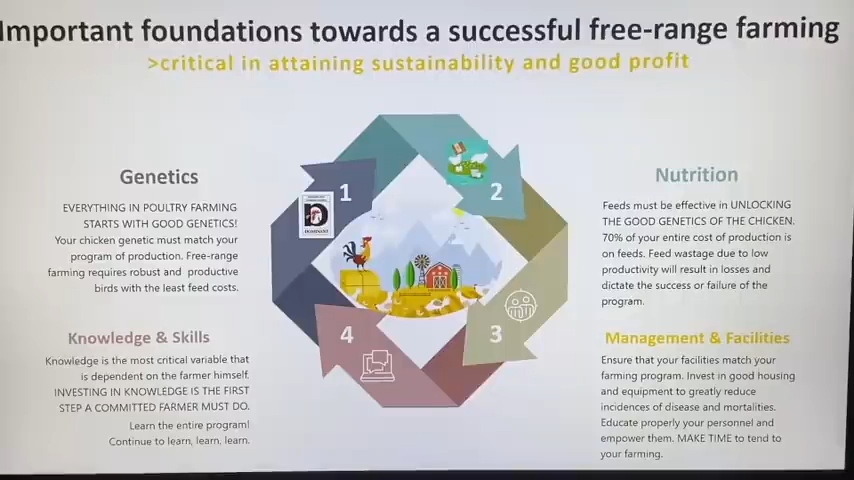 Important foundations towards a successful free-range farming
>critical in attaining sustainability and good profit
Genetics
EVERYTHING IN POULTRY FARMING
STARTS WITH GOOD GENETICS!
Your chicken genetic must match your
program of production. Free-range
farming requires robust and productive
birds with the least feed costs.
1
DOMINANT
2
Nutrition
Feeds must be effective in UNLOCKING
THE GOOD GENETICS OF THE CHICKEN.
70% of your entire cost of production is
on feeds. Feed wastage due to low
productivity will result in losses and
dictate the success or failure of the
program.
Knowledge & Skills
Knowledge is the most critical variable that
is dependent on the farmer himself.
INVESTING IN KNOWLEDGE IS THE FIRST
STEP A COMMITTED FARMER MUST DO.
Learn the entire program!
Continue to learn, learn, learn.
4
3
Management & Facilities
Ensure that your facilities match your
farming program. Invest in good housing
and equipment to greatly reduce
incidences of disease and mortalities.
Educate properly your personnel and
empower them. MAKE TIME to tend to
your farming.